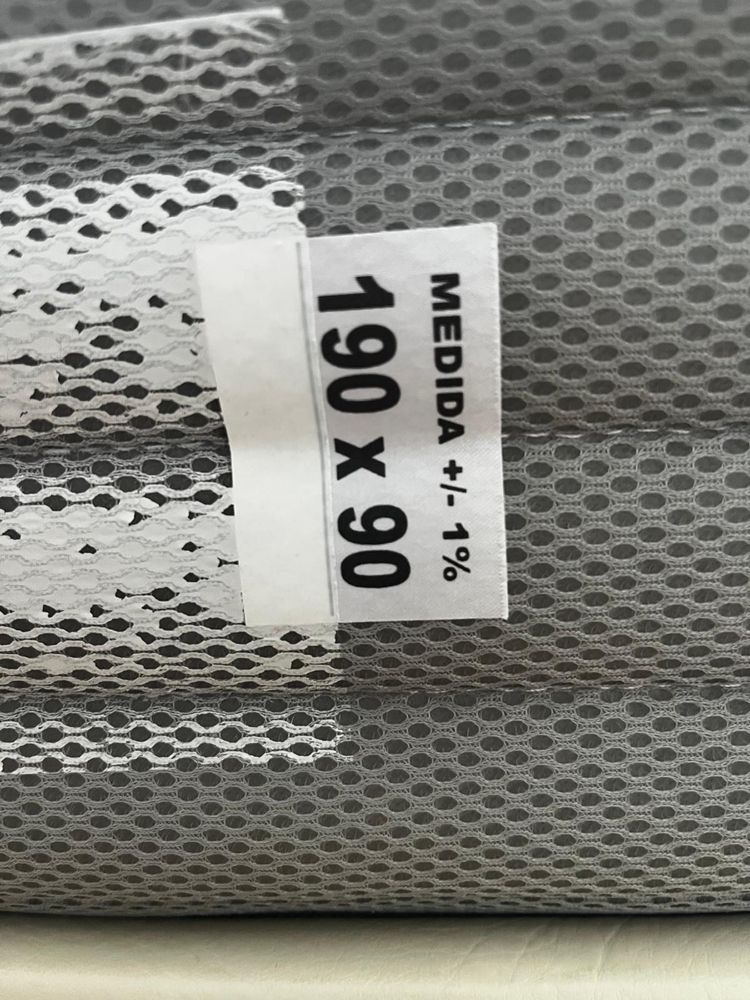 MEDIDA +/- 1%
190 x 90